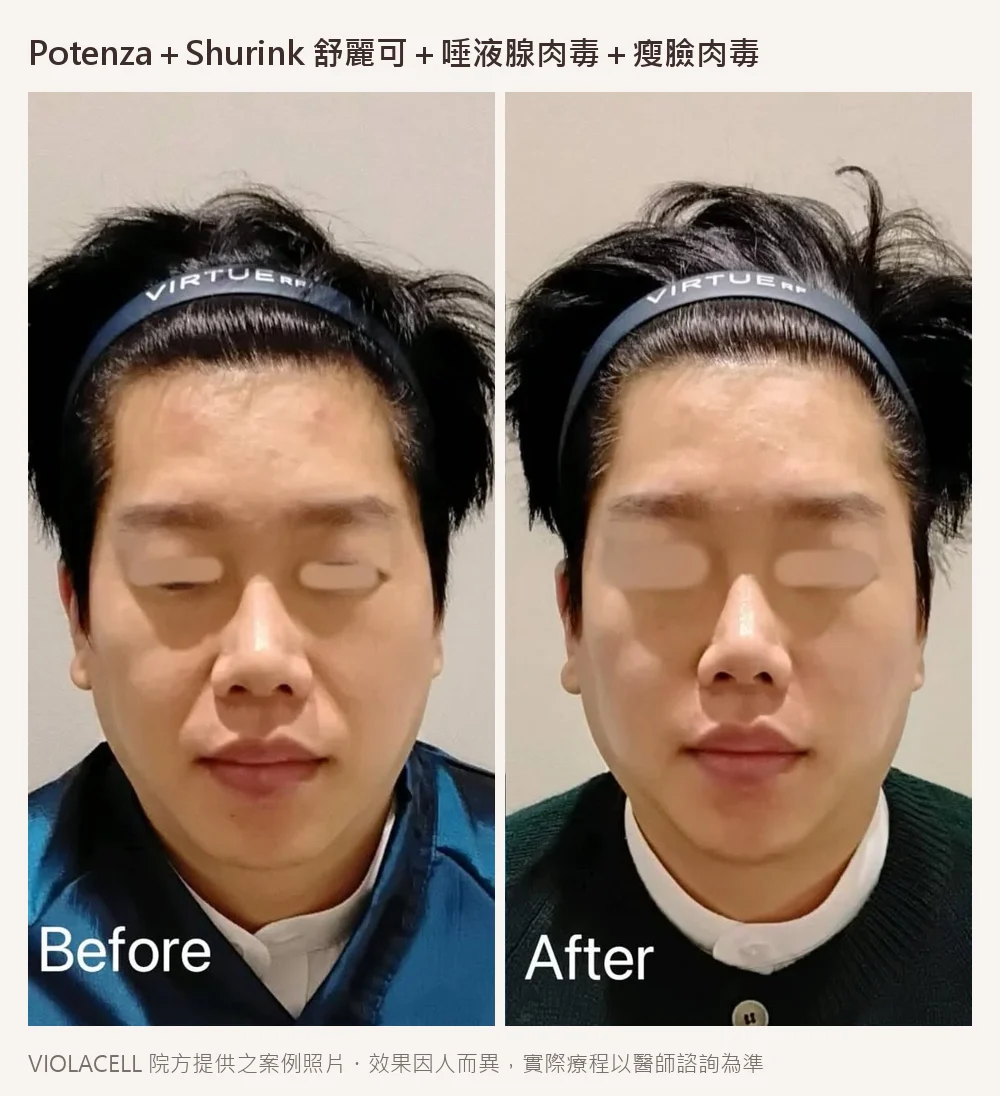 Potenza + Shurink 舒麗可 + 唾液腺肉毒 + 瘦臉肉毒
VIRTUE RF
VIRTUE RF
Before
After
VIOLACELL 院方提供之案例照片・效果因人而異，實際療程以醫師諮詢為準